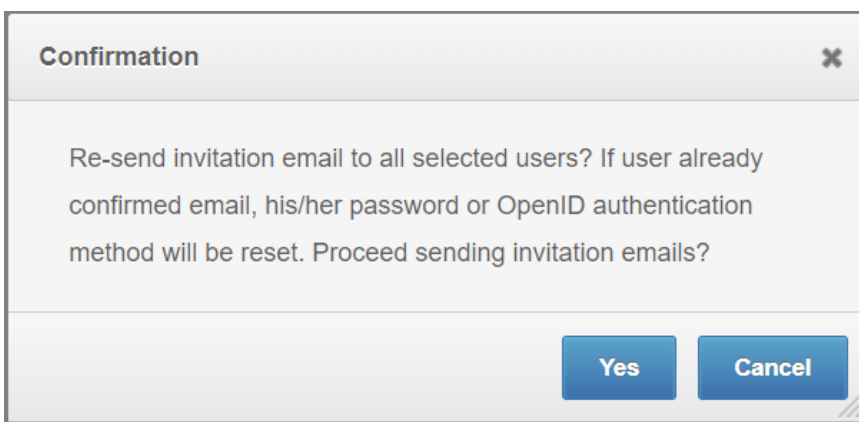 Confirmation
Re-send invitation email to all selected users? If user already
confirmed email, his/her password or OpenID authentication
method will be reset. Proceed sending invitation emails?
Yes Cancel